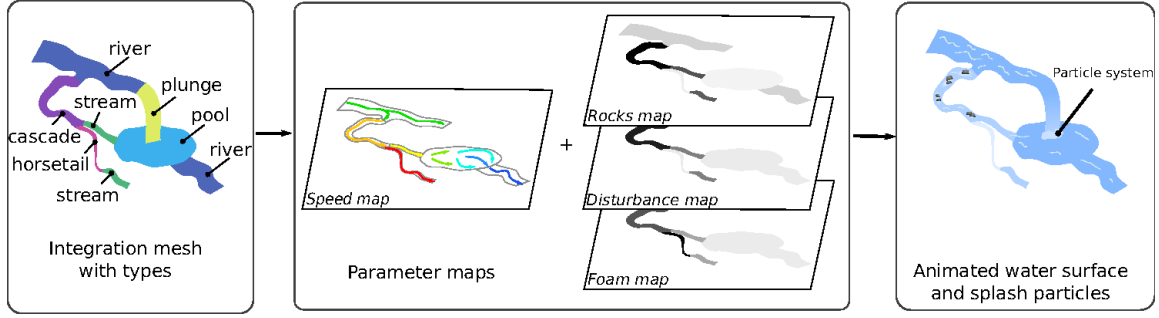 river
plunge
stream
pool
cascade
horsetail
river
stream
Integration mesh
with types
Speed map
+
Rocks map
Disturbance map
Foam map
Parameter maps
Particle system
Animated water surface
and splash particles